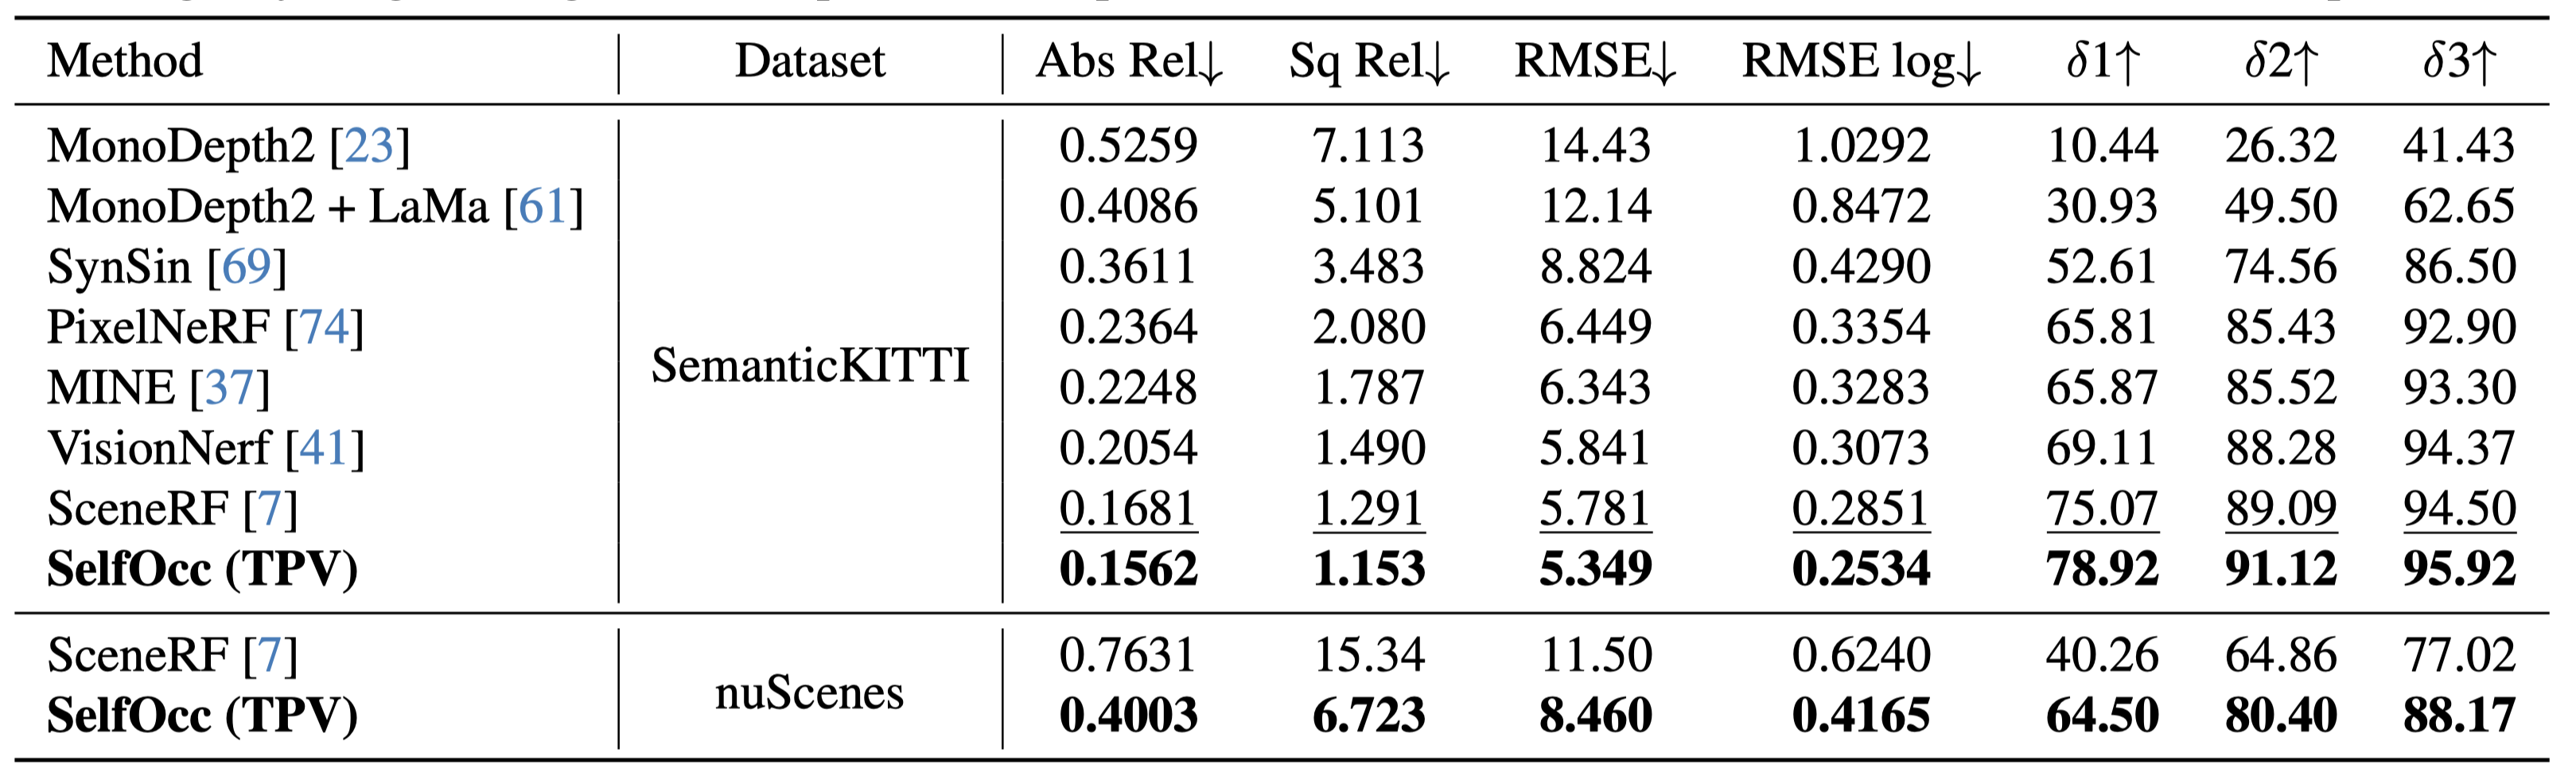 Method Dataset Abs Rel↓ Sq Rel↓ RMSE↓ RMSE log↓ δ1↑ δ2↑ δ3↑
MonoDepth2 [23] 0.5259 7.113 14.43 1.0292 10.44 26.32 41.43
MonoDepth2 + LaMa [61] 0.4086 5.101 12.14 0.8472 30.93 49.50 62.65
SynSin [69] 0.3611 3.483 8.824 0.4290 52.61 74.56 86.50
PixelNeRF [74] 0.2364 2.080 6.449 0.3354 65.81 85.43 92.90
SemanticKITTI
MINE [37] 0.2248 1.787 6.343 0.3283 65.87 85.52 93.30
VisionNerf [41] 0.2054 1.490 5.841 0.3073 69.11 88.28 94.37
SceneRF [7] 0.1681 1.291 5.781 0.2851 75.07 89.09 94.50
SelfOcc (TPV) 0.1562 1.153 5.349 0.2534 78.92 91.12 95.92
SceneRF [7] 0.7631 15.34 11.50 0.6240 40.26 64.86 77.02
nuScenes
SelfOcc (TPV) 0.4003 6.723 8.460 0.4165 64.50 80.40 88.17